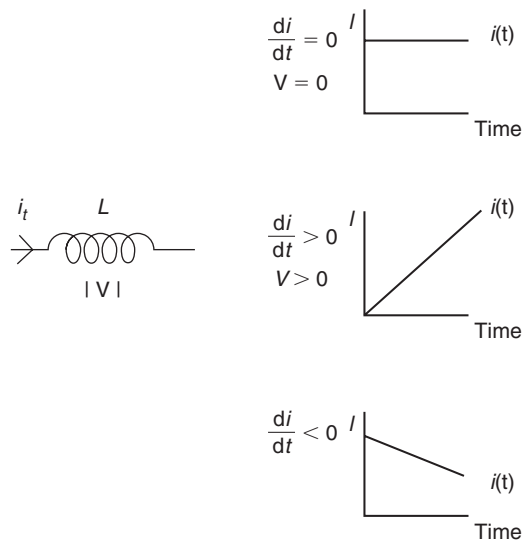 di/dt = 0
V = 0
I
i(t)
Time
i_t
L
| V |
di/dt > 0
V > 0
I
i(t)
Time
di/dt < 0
I
i(t)
Time